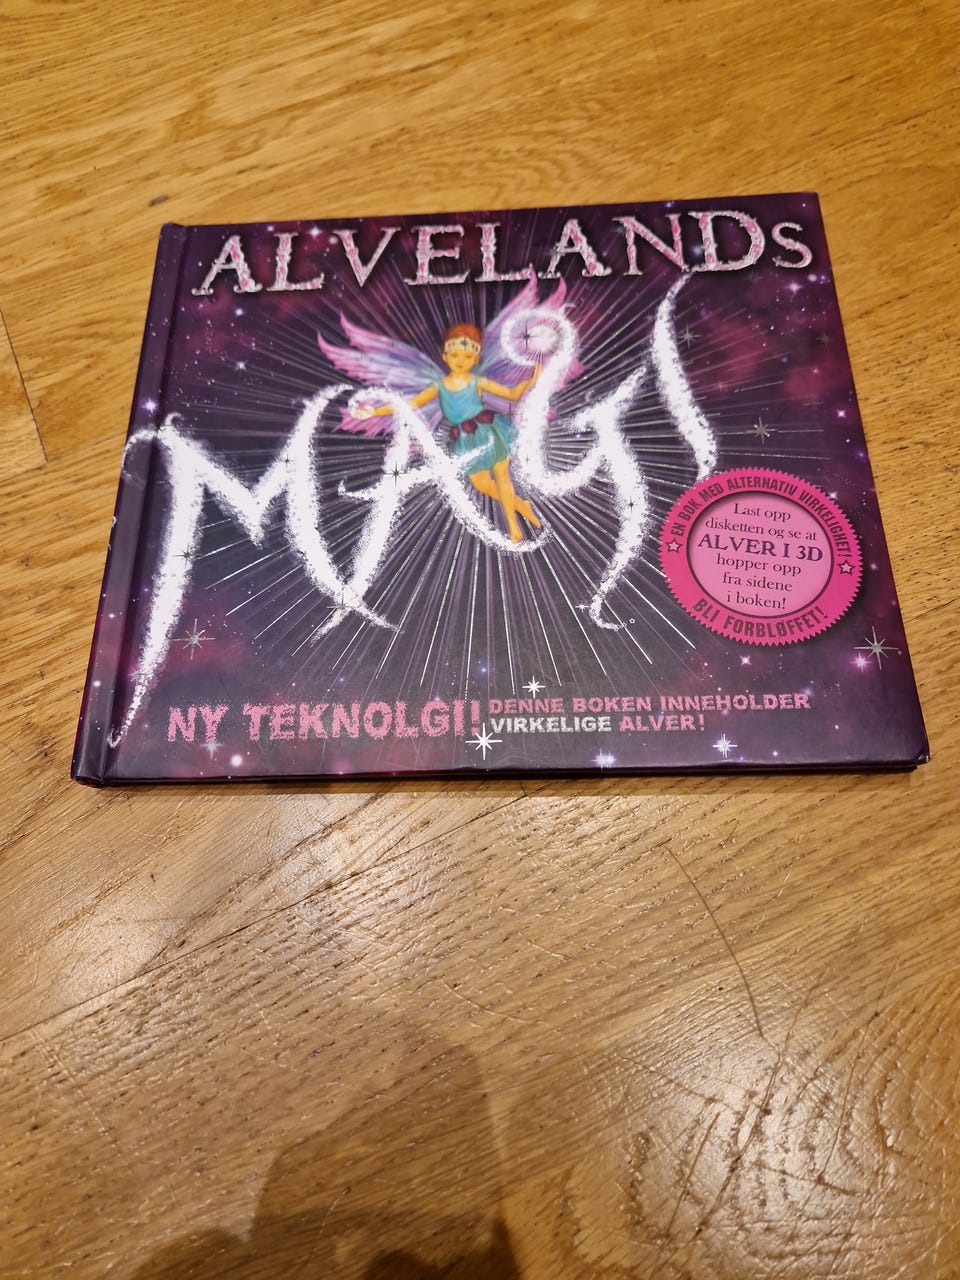 ALVELANDs
MAGI
EN BOK MED ALTERNATIV VIRKELIGHET!
Last opp
disketten og se at
ALVER I 3D
hopper opp
fra sidene
i boken!
BLI FORBLØFFET!
NY TEKNOLGI! DENNE BOKEN INNEHOLDER
VIRKELIGE ALVER!